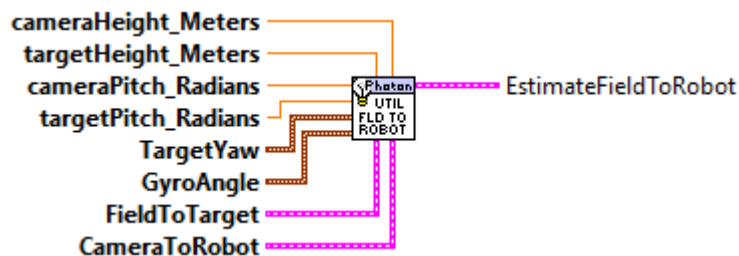 cameraHeight_Meters
targetHeight_Meters
cameraPitch_Radians
targetPitch_Radians
TargetYaw
GyroAngle
FieldToTarget
CameraToRobot
Photon
UTIL
FLD TO
ROBOT
EstimateFieldToRobot